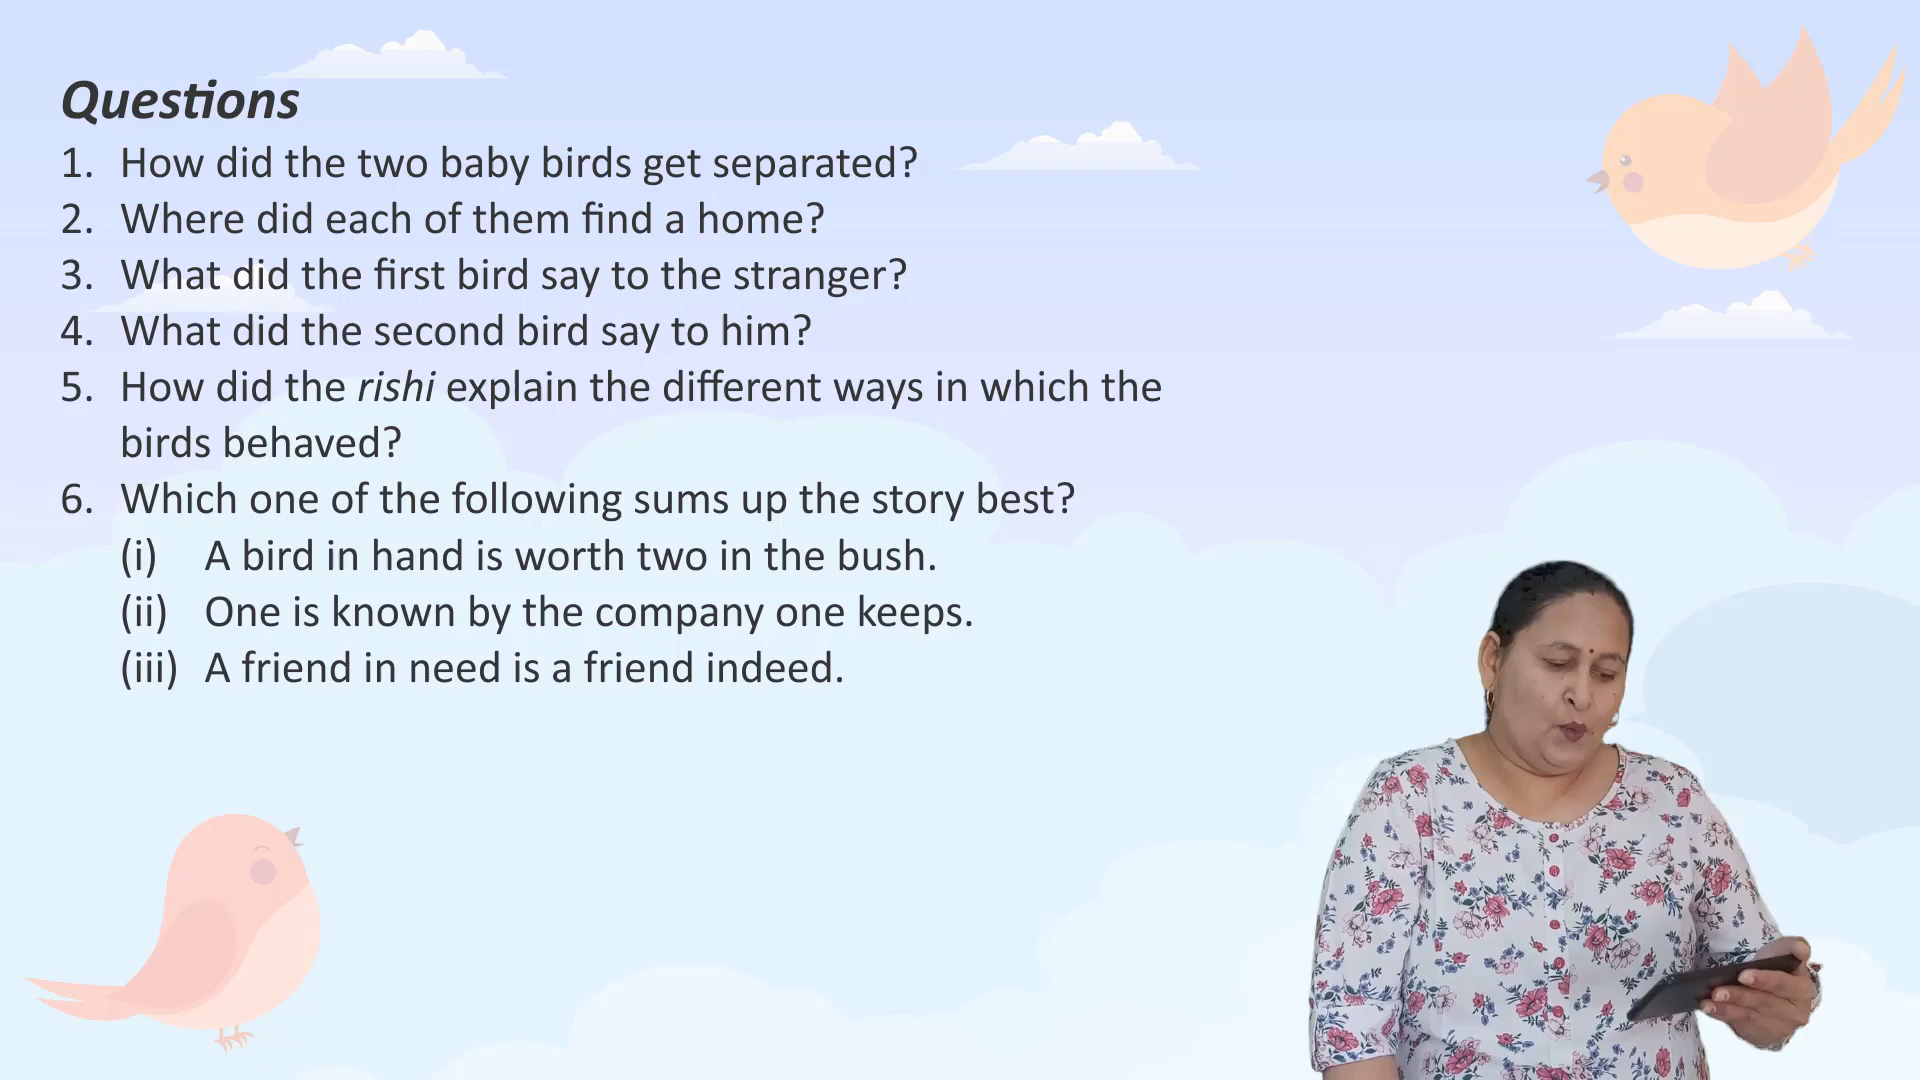 Questions
1. How did the two baby birds get separated?
2. Where did each of them find a home?
3. What did the first bird say to the stranger?
4. What did the second bird say to him?
5. How did the rishi explain the different ways in which the
birds behaved?
6. Which one of the following sums up the story best?
(i) A bird in hand is worth two in the bush.
(ii) One is known by the company one keeps.
(iii) A friend in need is a friend indeed.